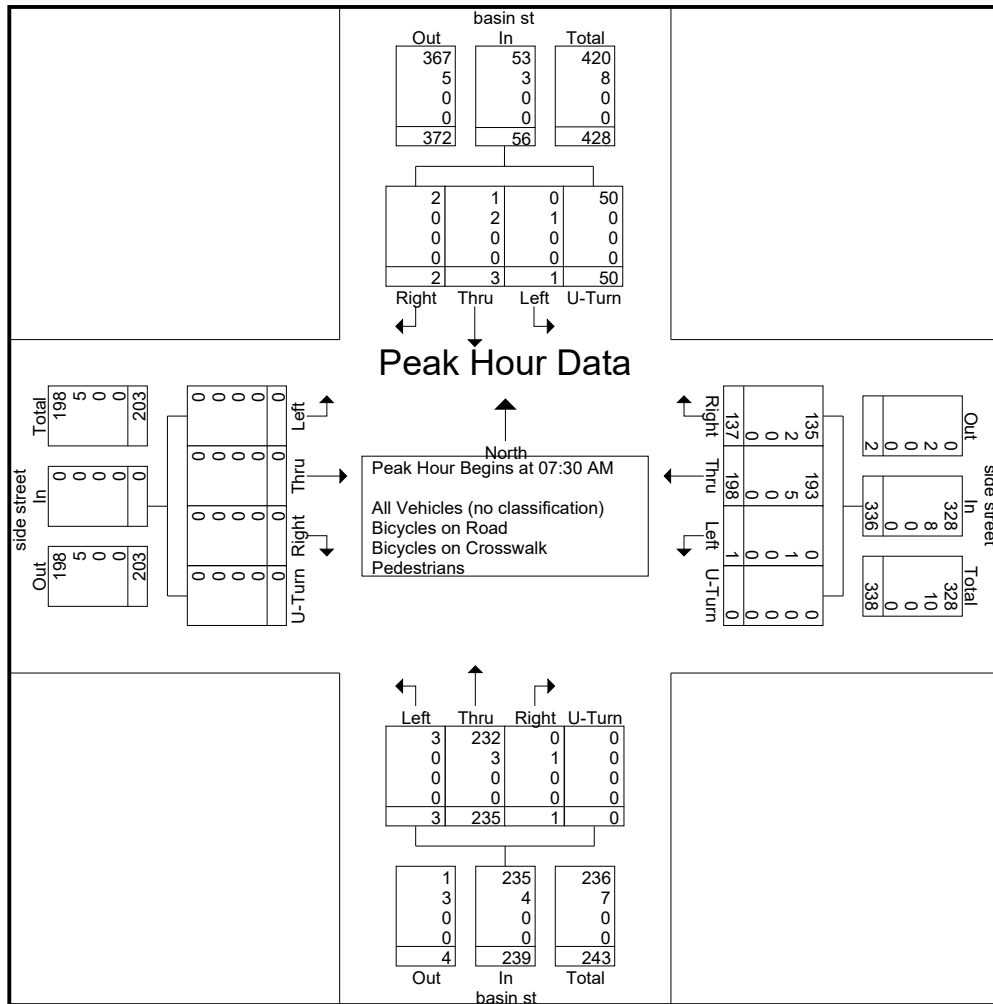 basin st
Out In Total
367 53 420
5 3 8
0 0 0
0 0 0
372 56 428
2 1 0 50
0 2 1 0
0 0 0 0
0 0 0 0
2 3 1 50
Right Thru Left U-Turn
Peak Hour Data
North
Peak Hour Begins at 07:30 AM
All Vehicles (no classification)
Bicycles on Road
Bicycles on Crosswalk
Pedestrians
side street
Total
198 5 0 0 203
In
0 0 0 0 0
Out
198 5 0 0 203
Left
0 0 0 0 0
Thru
0 0 0 0 0
Right
0 0 0 0 0
U-Turn
0 0 0 0 0
Right
135 2 0 0 137
Thru
193 5 0 0 198
Left
0 1 0 0 1
U-Turn
0 0 0 0 0
Out
0 2 0 0 2
In
328 8 0 0 336
Total
328 10 0 0 338
side street
Left Thru Right U-Turn
3 232 0 0
0 3 1 0
0 0 0 0
0 0 0 0
3 235 1 0
1 235 236
3 4 7
0 0 0
0 0 0
4 239 243
Out In Total
basin st